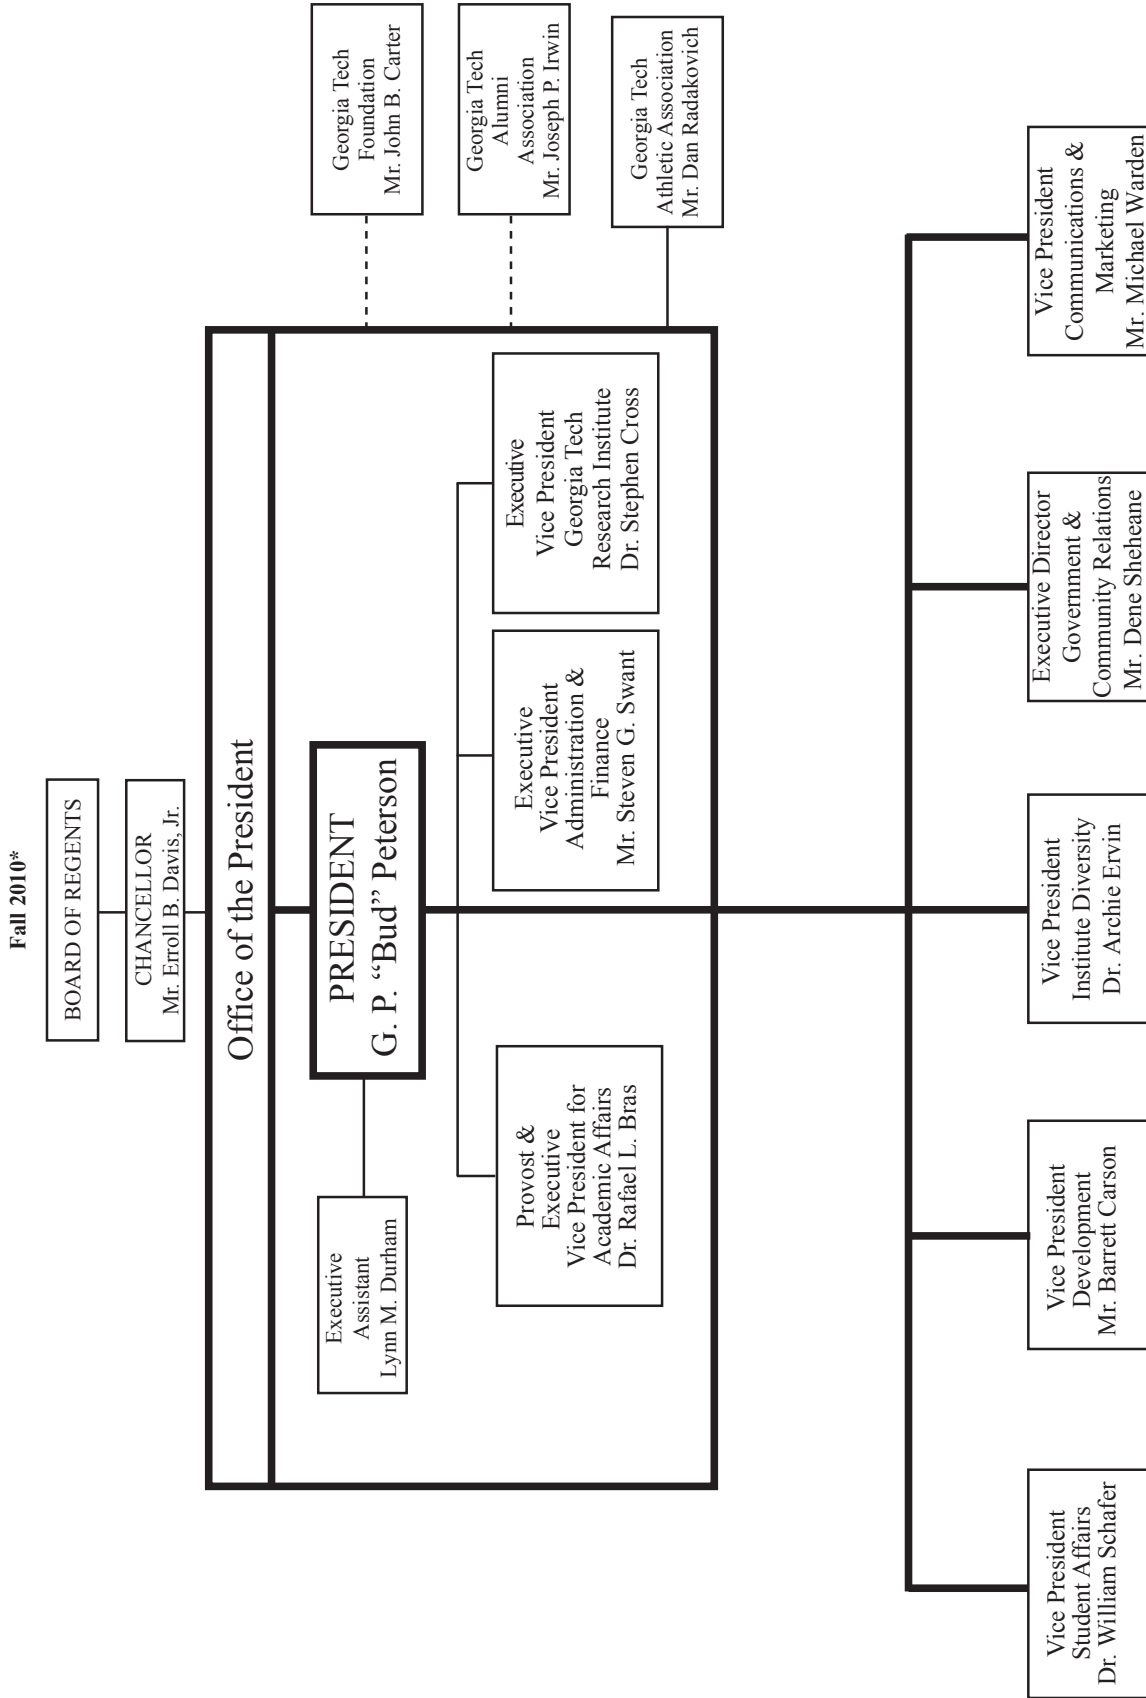 Fall 2010*
BOARD OF REGENTS
CHANCELLOR
Mr. Erroll B. Davis, Jr.
Office of the President
PRESIDENT
G. P. “Bud” Peterson
Executive
Assistant
Lynn M. Durham
Georgia Tech
Foundation
Mr. John B. Carter
Georgia Tech
Alumni
Association
Mr. Joseph P. Irwin
Georgia Tech
Athletic Association
Mr. Dan Radakovich
Provost &
Executive
Vice President for
Academic Affairs
Dr. Rafael L. Bras
Executive
Vice President
Administration &
Finance
Mr. Steven G. Swant
Executive
Vice President
Georgia Tech
Research Institute
Dr. Stephen Cross
Vice President
Student Affairs
Dr. William Schafer
Vice President
Development
Mr. Barrett Carson
Vice President
Institute Diversity
Dr. Archie Ervin
Executive Director
Government &
Community Relations
Mr. Dene Sheheane
Vice President
Communications &
Marketing
Mr. Michael Warden